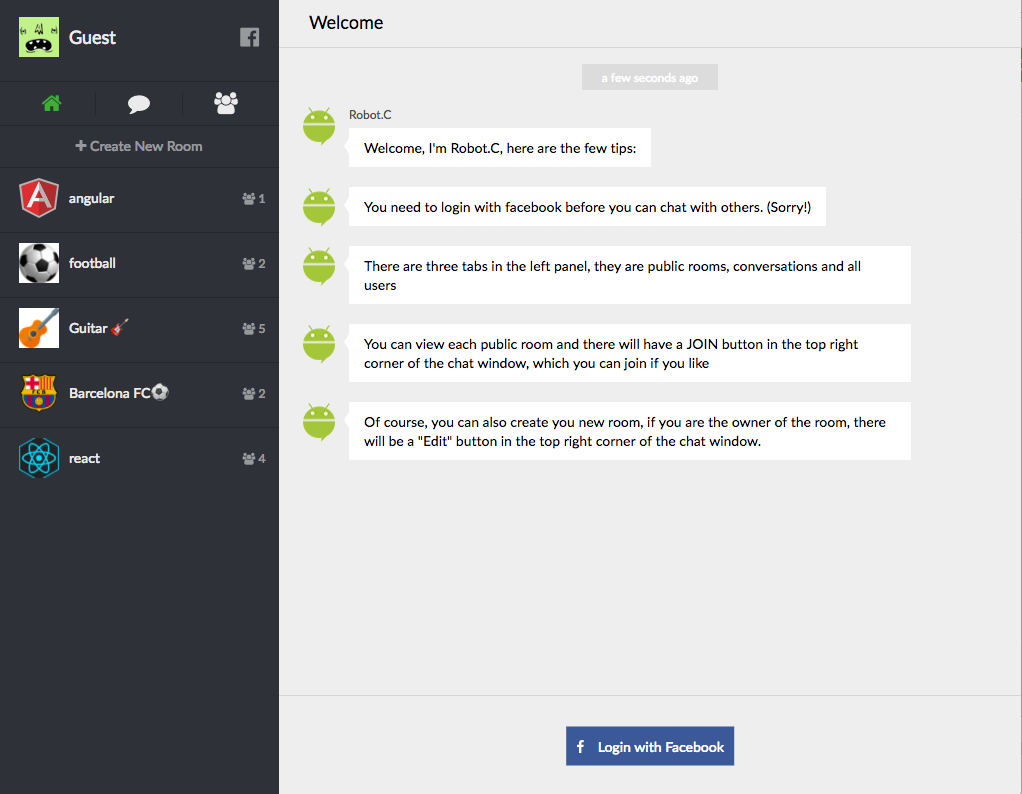 Guest
Create New Room
angular
1
football
2
Guitar 🎸
5
Barcelona FC⚽
2
react
4
Welcome
a few seconds ago
Robot.C
Welcome, I'm Robot.C, here are the few tips:
You need to login with facebook before you can chat with others. (Sorry!)
There are three tabs in the left panel, they are public rooms, conversations and all
users
You can view each public room and there will have a JOIN button in the top right
corner of the chat window, which you can join if you like
Of course, you can also create you new room, if you are the owner of the room, there
will be a "Edit" button in the top right corner of the chat window.
Login with Facebook